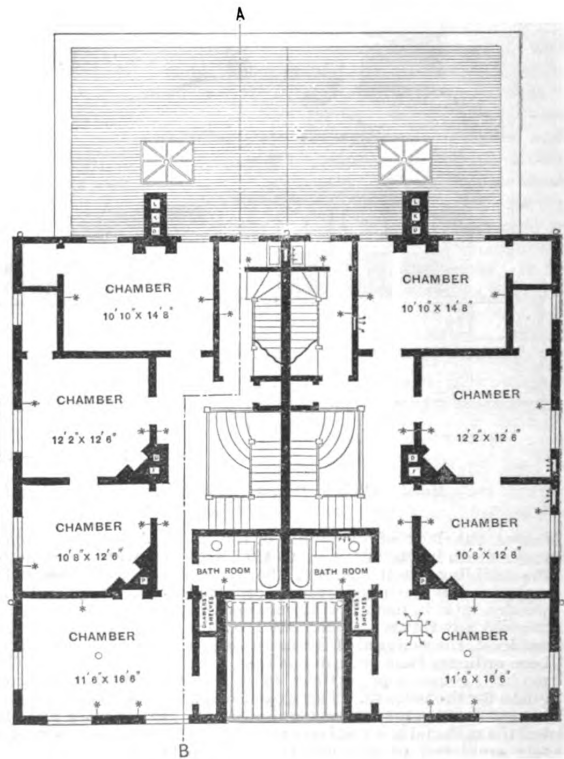 A
L
K
D
L
K
D
CHAMBER
10'10" X 14'8"
CHAMBER
10'10" X 14'8"
CHAMBER
12'2" X 12'6"
CHAMBER
12'2" X 12'6"
D
F
CHAMBER
10'8" X 12'6"
CHAMBER
10'8" X 12'6"
F
F
BATH ROOM
BATH ROOM
SHELVES
SHELVES
CHAMBER
11'6" X 16'6"
CHAMBER
11'6" X 16'6"
B